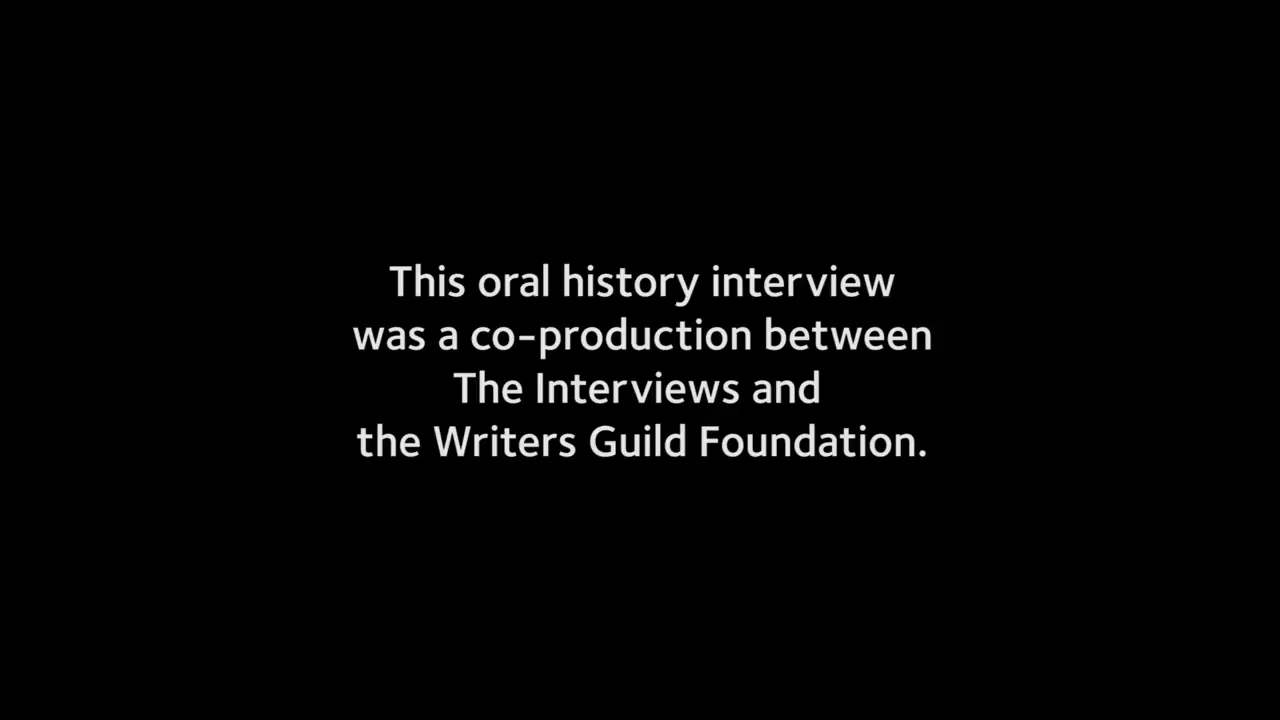 This oral history interview
was a co-production between
The Interviews and
the Writers Guild Foundation.